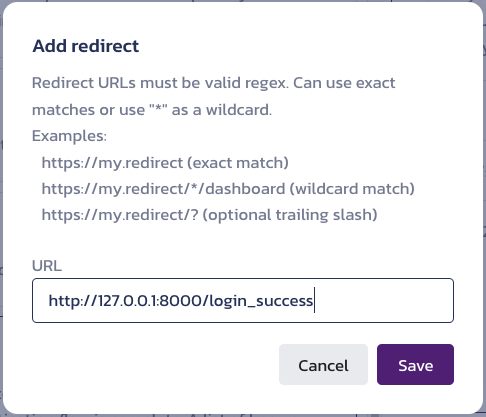 Add redirect
Redirect URLs must be valid regex. Can use exact
matches or use "*" as a wildcard.
Examples:
https://my.redirect (exact match)
https://my.redirect/*/dashboard (wildcard match)
https://my.redirect/? (optional trailing slash)
URL
http://127.0.0.1:8000/login_success
Cancel Save